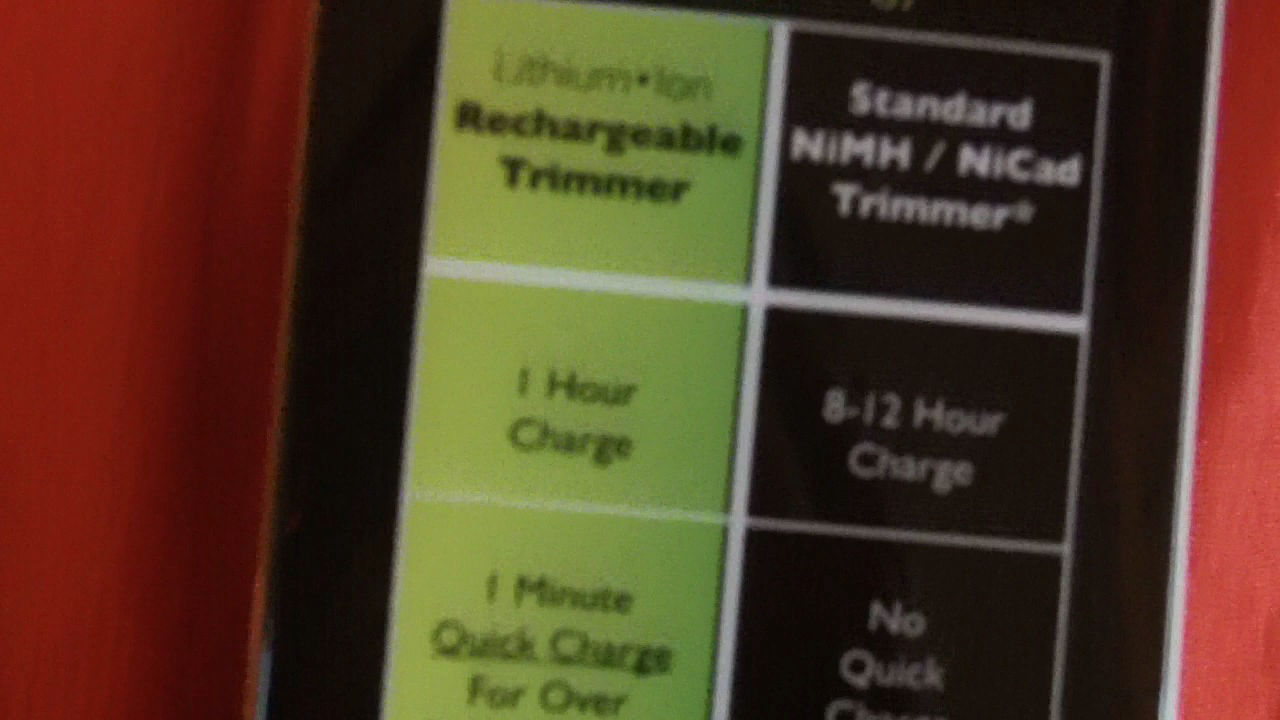 Lithium•Ion
Rechargeable
Trimmer
Standard
NiMH / NiCad
Trimmer*
1 Hour
Charge
8-12 Hour
Charge
1 Minute
Quick Charge
For Over
No
Quick
Charge